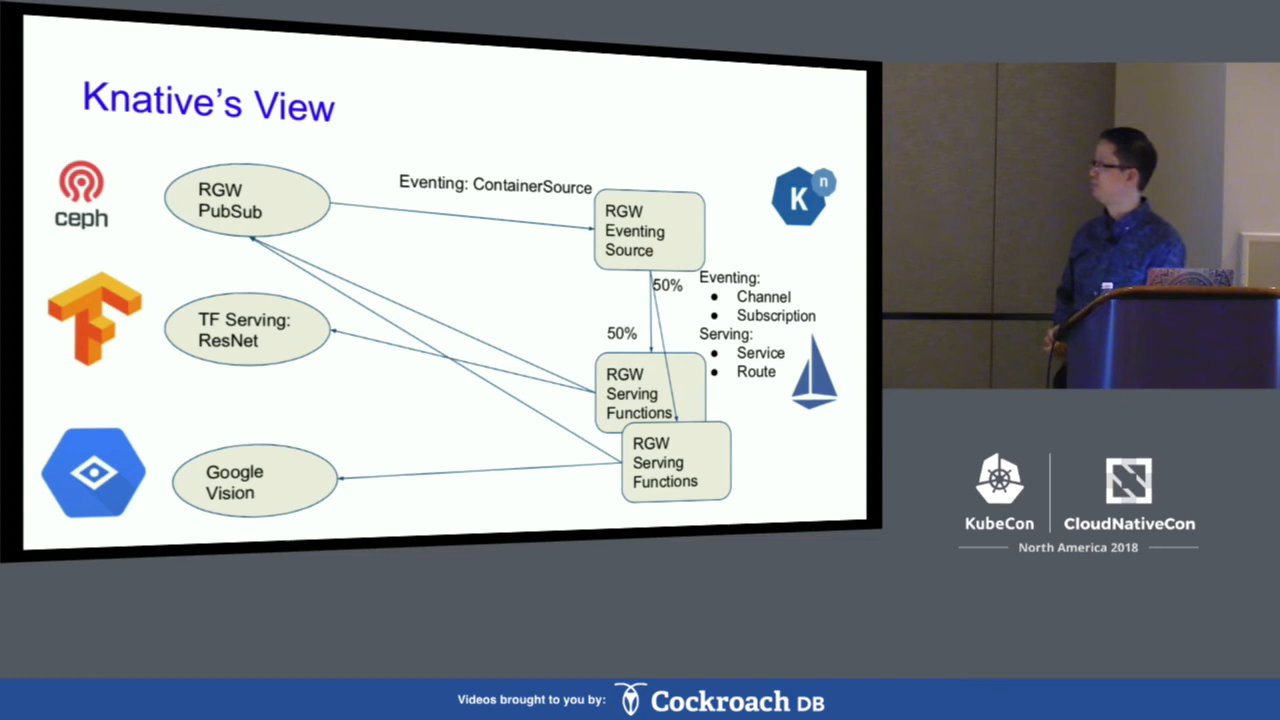 Knative's View
ceph
RGW
PubSub
Eventing: ContainerSource
RGW
Eventing
Source
K
n
50%
Eventing:
● Channel
● Subscription
Serving:
● Service
● Route
50%
TF Serving:
ResNet
RGW
Serving
Functions
RGW
Serving
Functions
Google
Vision
KubeCon
CloudNativeCon
North America 2018
Videos brought to you by:
Cockroach DB